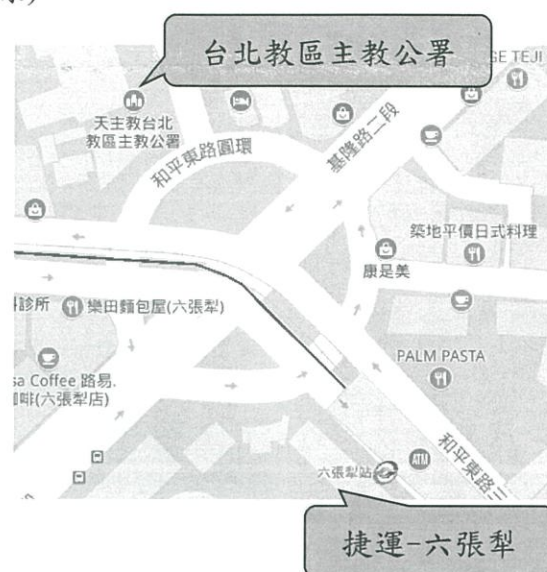 台北教區主教公署
GE TEJI
天主教台北
教區主教公署
和平東路圓環
基隆路二段
築地平價日式料理
康是美
診所
樂田麵包屋(六張犁)
PALM PASTA
sa Coffee 路易.
咖啡(六張犁店)
六張犁站
ATM
和平東路三
捷運-六張犁